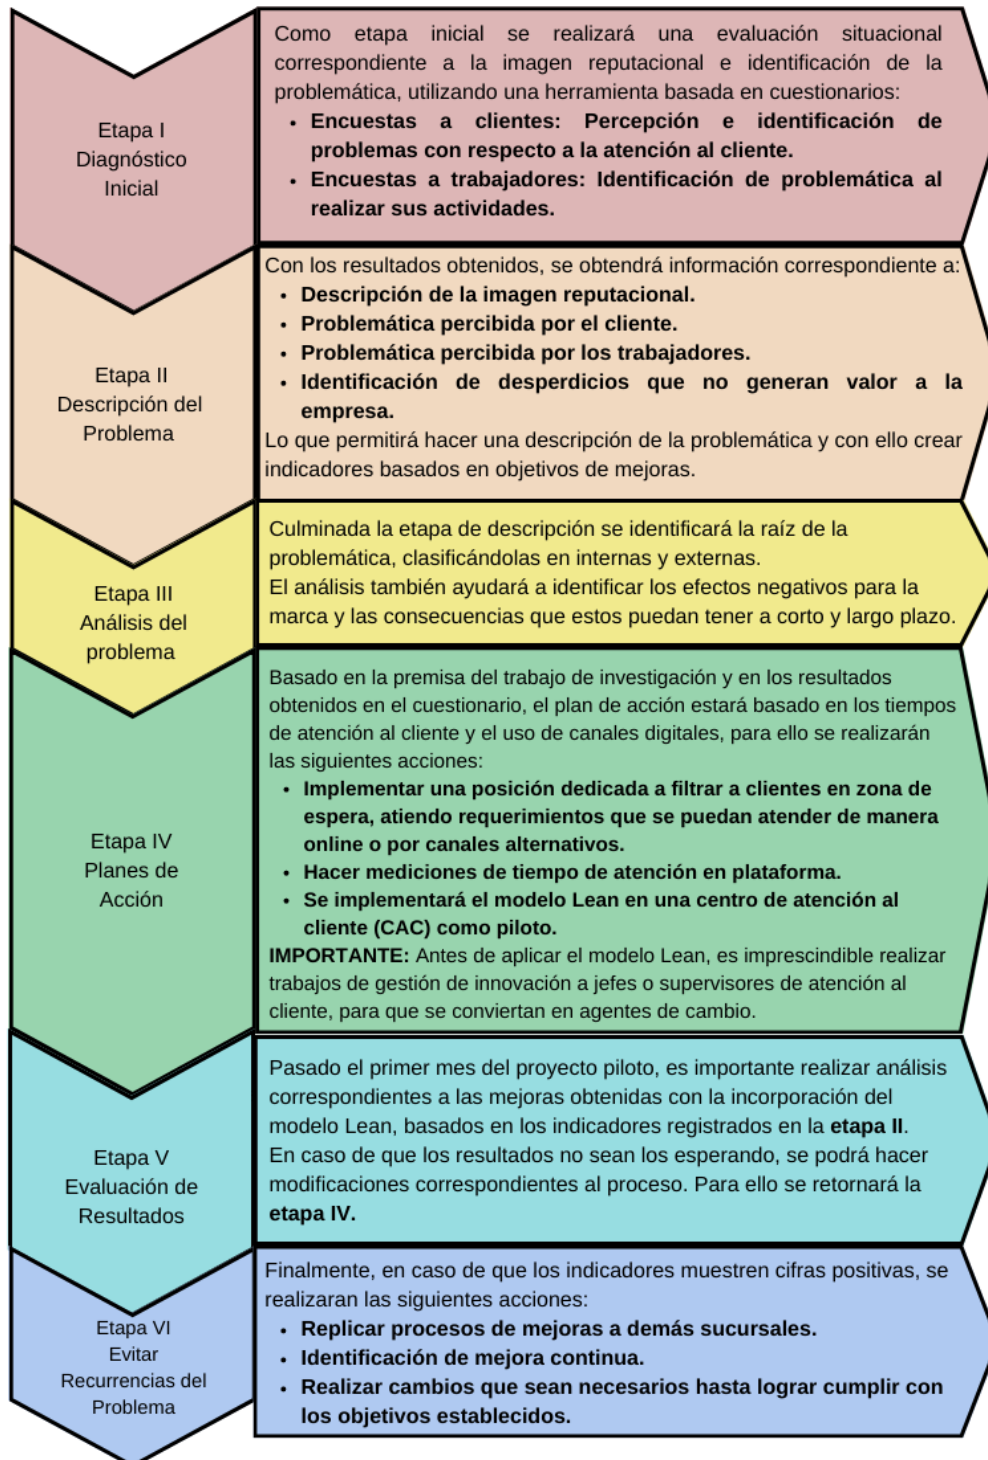 Etapa I
Diagnóstico
Inicial
Como etapa inicial se realizará una evaluación situacional
correspondiente a la imagen reputacional e identificación de la
problemática, utilizando una herramienta basada en cuestionarios:
• Encuestas a clientes: Percepción e identificación de
problemas con respecto a la atención al cliente.
• Encuestas a trabajadores: Identificación de problemática al
realizar sus actividades.
Etapa II
Descripción del
Problema
Con los resultados obtenidos, se obtendrá información correspondiente a:
• Descripción de la imagen reputacional.
• Problemática percibida por el cliente.
• Problemática percibida por los trabajadores.
• Identificación de desperdicios que no generan valor a la
empresa.
Lo que permitirá hacer una descripción de la problemática y con ello crear
indicadores basados en objetivos de mejoras.
Etapa III
Análisis del
problema
Culminada la etapa de descripción se identificará la raíz de la
problemática, clasificándolas en internas y externas.
El análisis también ayudará a identificar los efectos negativos para la
marca y las consecuencias que estos puedan tener a corto y largo plazo.
Etapa IV
Planes de
Acción
Basado en la premisa del trabajo de investigación y en los resultados
obtenidos en el cuestionario, el plan de acción estará basado en los tiempos
de atención al cliente y el uso de canales digitales, para ello se realizarán
las siguientes acciones:
• Implementar una posición dedicada a filtrar a clientes en zona de
espera, atiendo requerimientos que se puedan atender de manera
online o por canales alternativos.
• Hacer mediciones de tiempo de atención en plataforma.
• Se implementará el modelo Lean en una centro de atención al
cliente (CAC) como piloto.
IMPORTANTE: Antes de aplicar el modelo Lean, es imprescindible realizar
trabajos de gestión de innovación a jefes o supervisores de atención al
cliente, para que se conviertan en agentes de cambio.
Etapa V
Evaluación de
Resultados
Pasado el primer mes del proyecto piloto, es importante realizar análisis
correspondientes a las mejoras obtenidas con la incorporación del
modelo Lean, basados en los indicadores registrados en la etapa II.
En caso de que los resultados no sean los esperando, se podrá hacer
modificaciones correspondientes al proceso. Para ello se retornará la
etapa IV.
Etapa VI
Evitar
Recurrencias del
Problema
Finalmente, en caso de que los indicadores muestren cifras positivas, se
realizaran las siguientes acciones:
• Replicar procesos de mejoras a demás sucursales.
• Identificación de mejora continua.
• Realizar cambios que sean necesarios hasta lograr cumplir con
los objetivos establecidos.